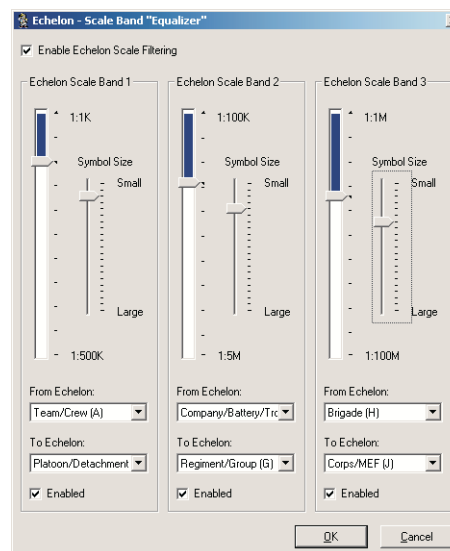 Echelon - Scale Band "Equalizer"
Enable Echelon Scale Filtering
Echelon Scale Band 1
1:1K
Symbol Size
Small
Large
1:500K
From Echelon:
Team/Crew (A)
To Echelon:
Platoon/Detachment
Enabled
Echelon Scale Band 2
1:100K
Symbol Size
Small
Large
1:5M
From Echelon:
Company/Battery/Trc
To Echelon:
Regiment/Group (G)
Enabled
Echelon Scale Band 3
1:1M
Symbol Size
Small
Large
1:100M
From Echelon:
Brigade (H)
To Echelon:
Corps/MEF (J)
Enabled
OK
Cancel